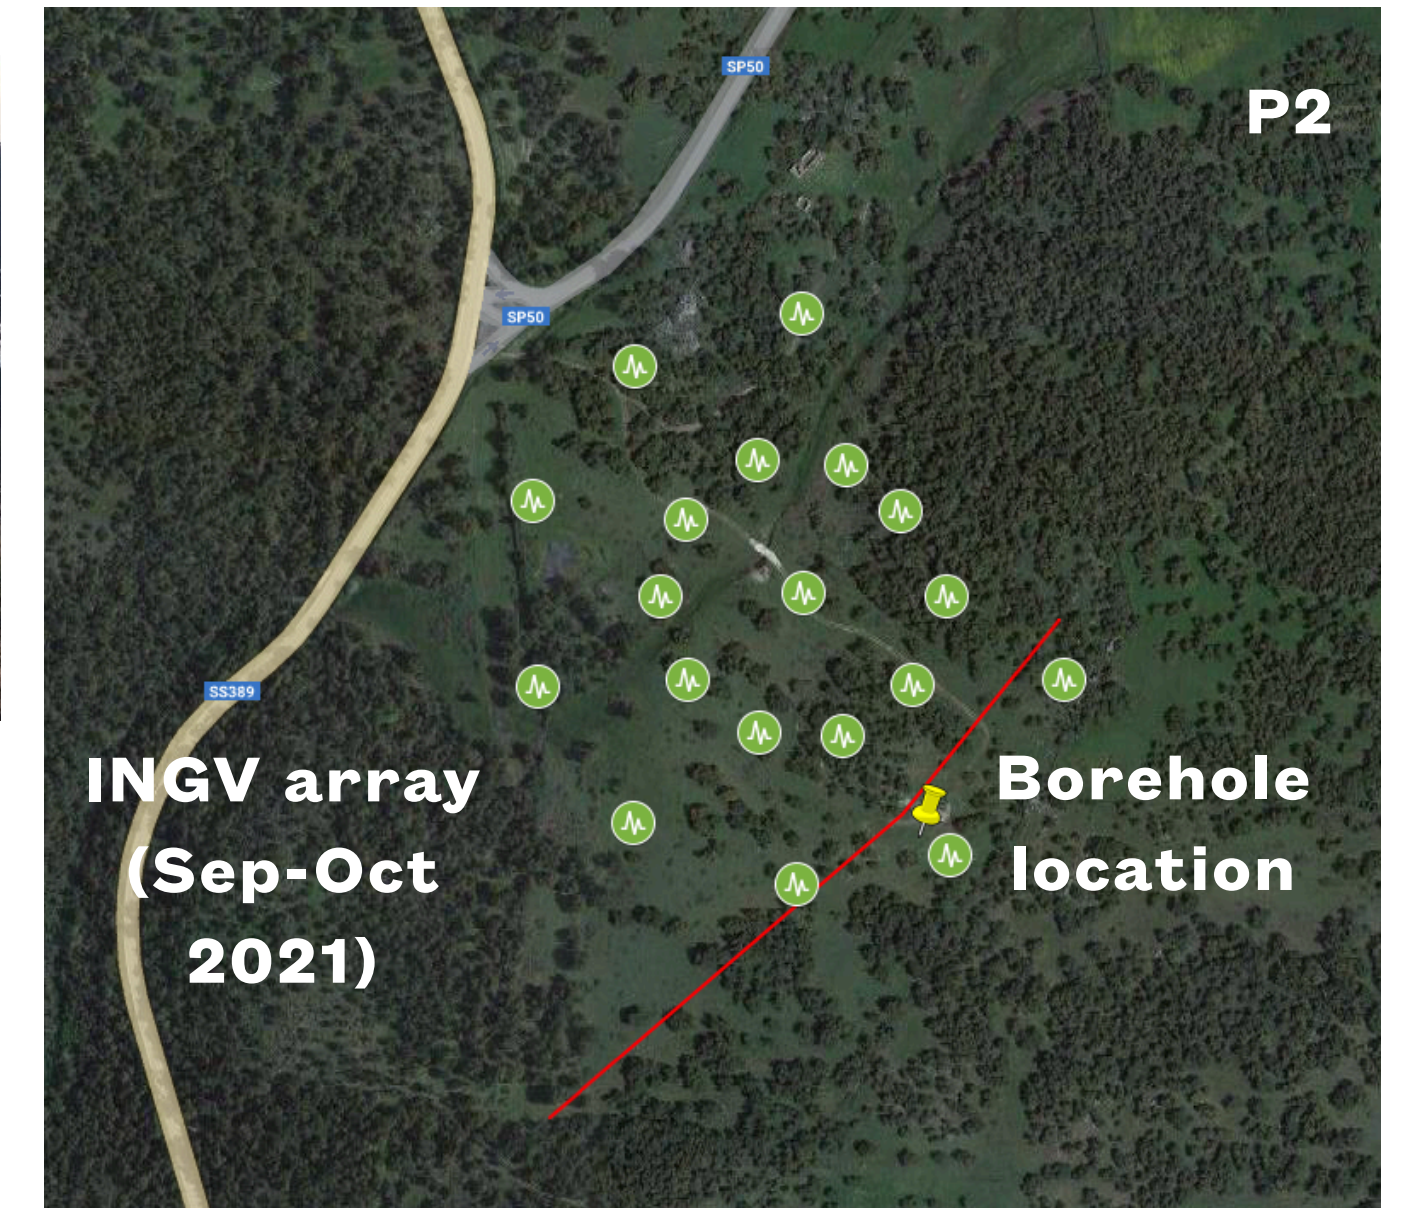 SP50
P2
SP50
SS389
INGV array
(Sep-Oct
2021)
Borehole
location